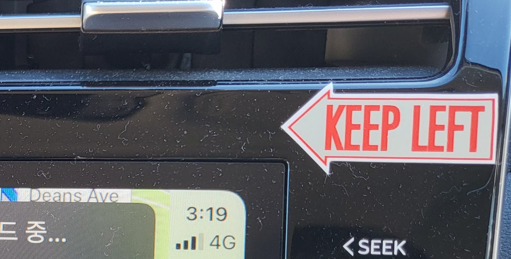 KEEP LEFT
Deans Ave
드 중...
3:19
4G
<SEEK